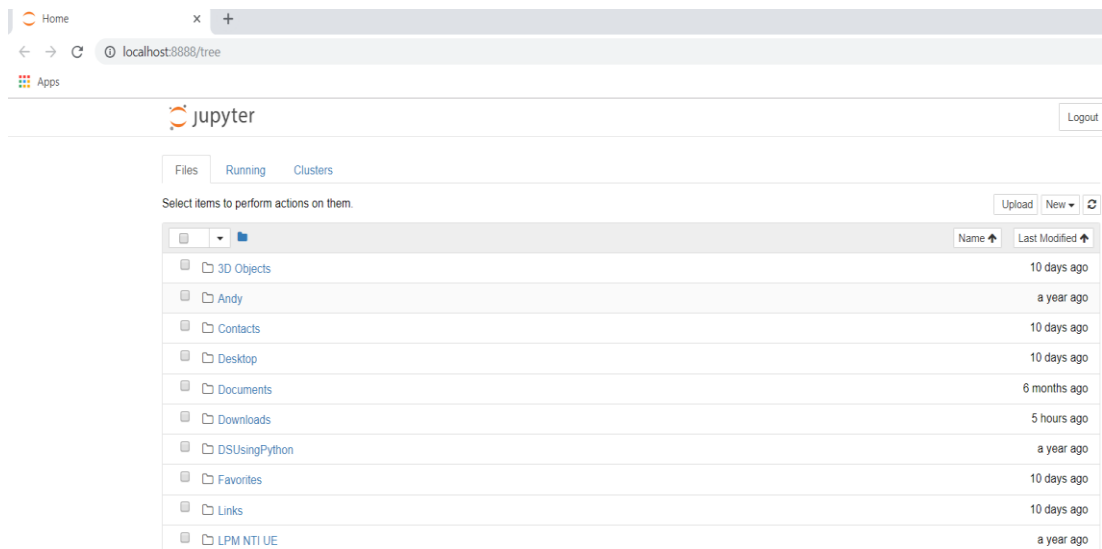 Home
localhost:8888/tree
Apps
jupyter
Logout
Files Running Clusters
Select items to perform actions on them.
Upload New
Name Last Modified
3D Objects 10 days ago
Andy a year ago
Contacts 10 days ago
Desktop 10 days ago
Documents 6 months ago
Downloads 5 hours ago
DSUsingPython a year ago
Favorites 10 days ago
Links 10 days ago
LPM NTI UE a year ago